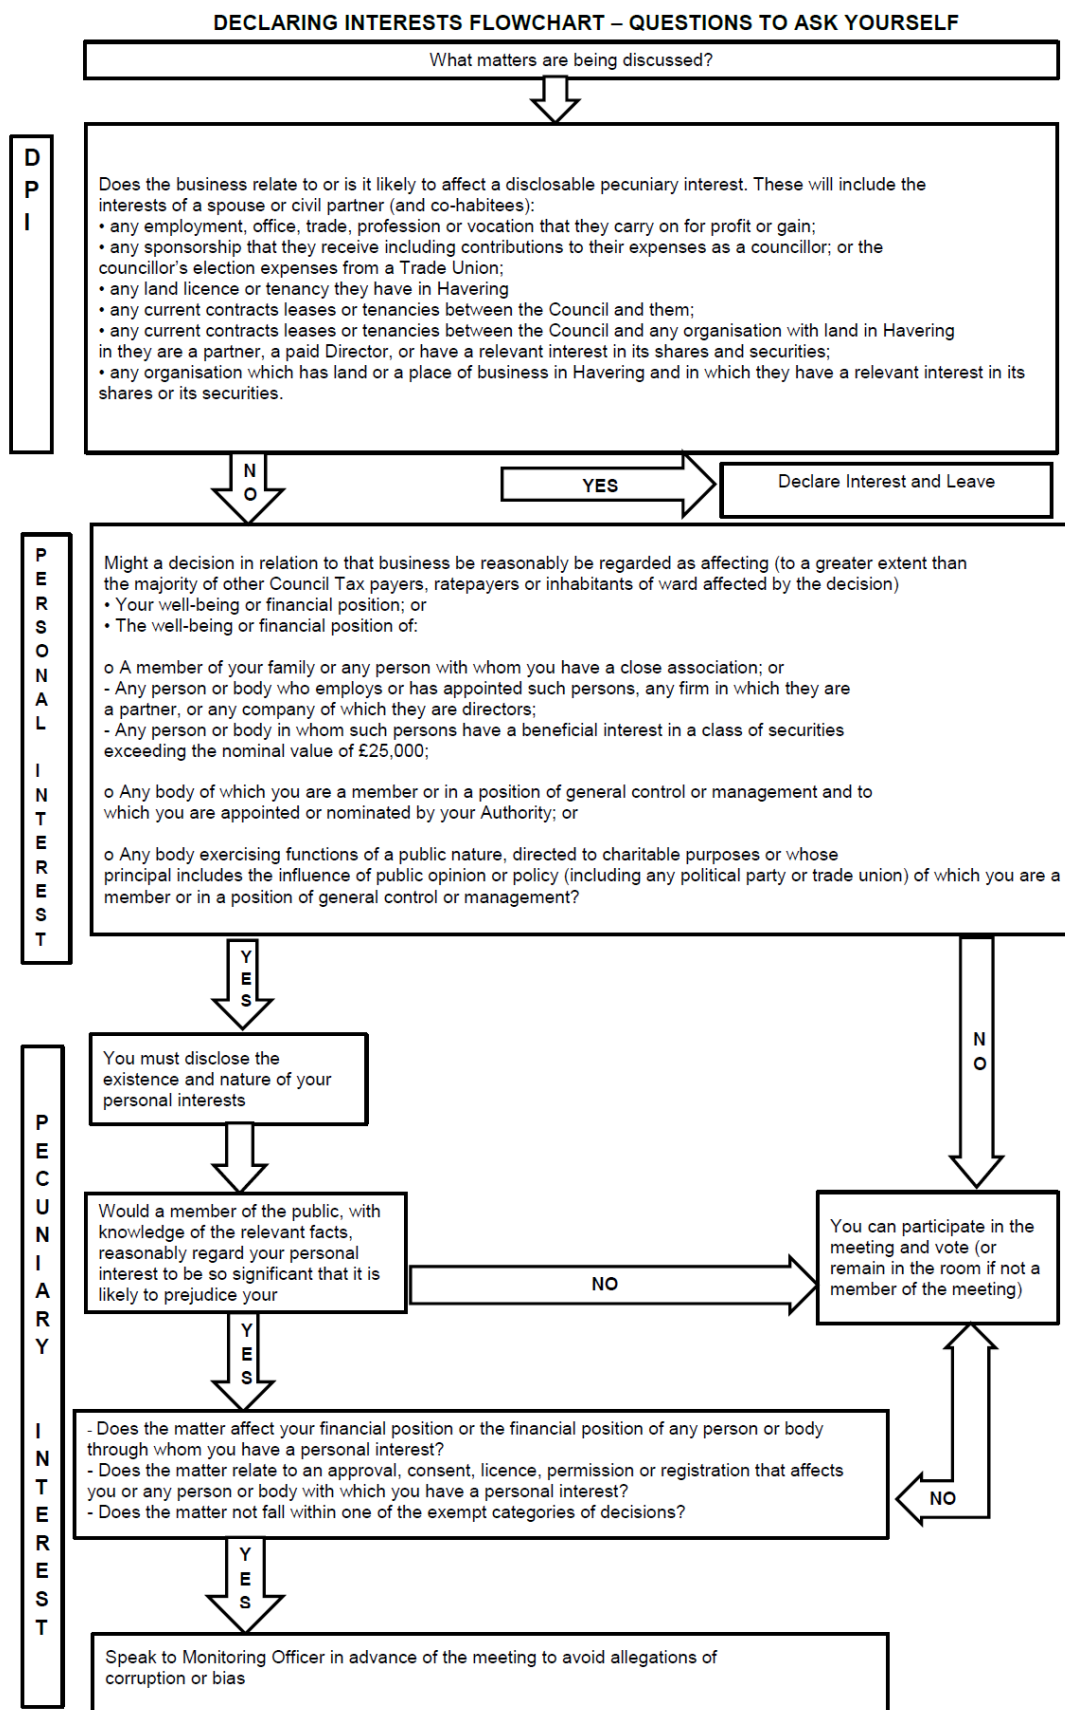 DECLARING INTERESTS FLOWCHART – QUESTIONS TO ASK YOURSELF
What matters are being discussed?
D
P
I
Does the business relate to or is it likely to affect a disclosable pecuniary interest. These will include the
interests of a spouse or civil partner (and co-habitees):
• any employment, office, trade, profession or vocation that they carry on for profit or gain;
• any sponsorship that they receive including contributions to their expenses as a councillor; or the
councillor's election expenses from a Trade Union;
• any land licence or tenancy they have in Havering
• any current contracts leases or tenancies between the Council and them;
• any current contracts leases or tenancies between the Council and any organisation with land in Havering
in they are a partner, a paid Director, or have a relevant interest in its shares and securities;
• any organisation which has land or a place of business in Havering and in which they have a relevant interest in its
shares or its securities.
N
O
YES
Declare Interest and Leave
P
E
R
S
O
N
A
L
I
N
T
E
R
E
S
T
Might a decision in relation to that business be reasonably be regarded as affecting (to a greater extent than
the majority of other Council Tax payers, ratepayers or inhabitants of ward affected by the decision)
• Your well-being or financial position; or
• The well-being or financial position of:
o A member of your family or any person with whom you have a close association; or
- Any person or body who employs or has appointed such persons, any firm in which they are
a partner, or any company of which they are directors;
- Any person or body in whom such persons have a beneficial interest in a class of securities
exceeding the nominal value of £25,000;
o Any body of which you are a member or in a position of general control or management and to
which you are appointed or nominated by your Authority; or
o Any body exercising functions of a public nature, directed to charitable purposes or whose
principal includes the influence of public opinion or policy (including any political party or trade union) of which you are a
member or in a position of general control or management?
Y
E
S
N
O
P
E
C
U
N
I
A
R
Y
I
N
T
E
R
E
S
T
You must disclose the
existence and nature of your
personal interests
Would a member of the public, with
knowledge of the relevant facts,
reasonably regard your personal
interest to be so significant that it is
likely to prejudice your
NO
You can participate in the
meeting and vote (or
remain in the room if not a
member of the meeting)
Y
E
S
- Does the matter affect your financial position or the financial position of any person or body
through whom you have a personal interest?
- Does the matter relate to an approval, consent, licence, permission or registration that affects
you or any person or body with which you have a personal interest?
- Does the matter not fall within one of the exempt categories of decisions?
NO
Y
E
S
Speak to Monitoring Officer in advance of the meeting to avoid allegations of
corruption or bias